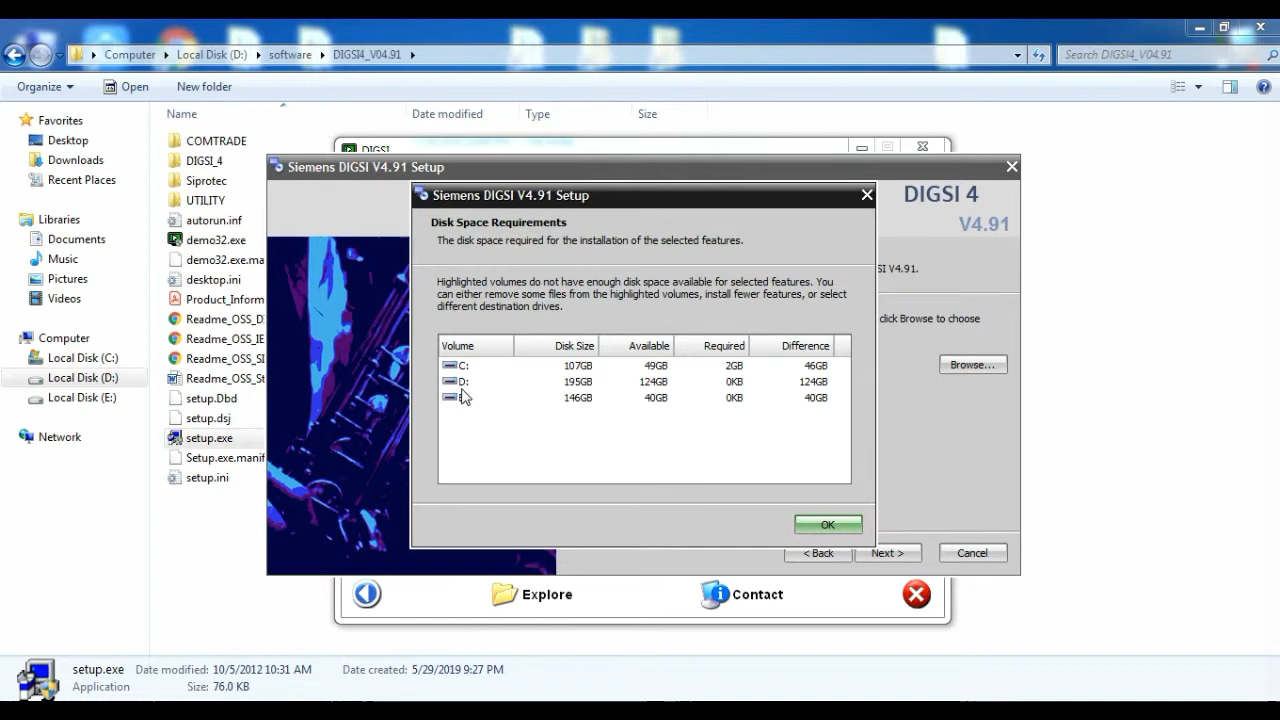 Computer Local Disk (D:) software DIGSI4_V04.91
Search DIGSI4_V04.91
Organize Open New folder
Name Date modified Type Size
Favorites
Desktop
Downloads
Recent Places
Libraries
Documents
Music
Pictures
Videos
Computer
Local Disk (C:)
Local Disk (D:)
Local Disk (E:)
Network
COMTRADE
DIGSI_4
Siprotec
UTILITY
autorun.inf
demo32.exe
demo32.exe.ma
desktop.ini
Product_Inform
Readme_OSS_D
Readme_OSS_IE
Readme_OSS_SI
Readme_OSS_St
setup.Dbd
setup.dsj
setup.exe
Setup.exe.manif
setup.ini
DIGSI
Siemens DIGSI V4.91 Setup
DIGSI 4
V4.91
SI V4.91.
click Browse to choose
Browse...
Siemens DIGSI V4.91 Setup
Disk Space Requirements
The disk space required for the installation of the selected features.
Highlighted volumes do not have enough disk space available for selected features. You
can either remove some files from the highlighted volumes, install fewer features, or select
different destination drives.
Volume Disk Size Available Required Difference
C: 107GB 49GB 2GB 46GB
D: 195GB 124GB 0KB 124GB
146GB 40GB 0KB 40GB
OK
< Back Next > Cancel
Explore Contact
setup.exe Date modified: 10/5/2012 10:31 AM Date created: 5/29/2019 9:27 PM
Application Size: 76.0 KB